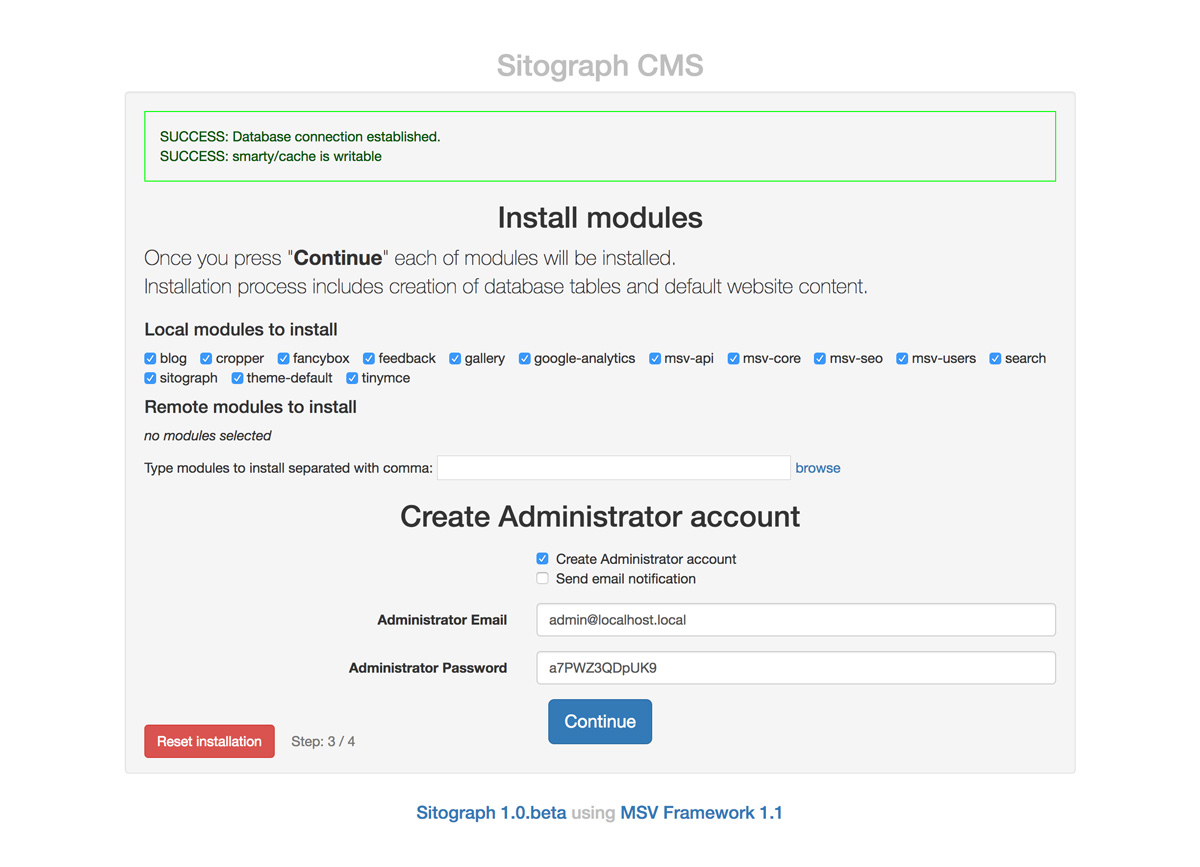 Sitograph CMS
SUCCESS: Database connection established.
SUCCESS: smarty/cache is writable
Install modules
Once you press "Continue" each of modules will be installed.
Installation process includes creation of database tables and default website content.
Local modules to install
blog cropper fancybox feedback gallery google-analytics msv-api msv-core msv-seo msv-users search
sitograph theme-default tinymce
Remote modules to install
no modules selected
Type modules to install separated with comma: browse
Create Administrator account
Create Administrator account
Send email notification
Administrator Email admin@localhost.local
Administrator Password a7PWZ3QDpUK9
Continue
Reset installation Step: 3 / 4
Sitograph 1.0.beta using MSV Framework 1.1